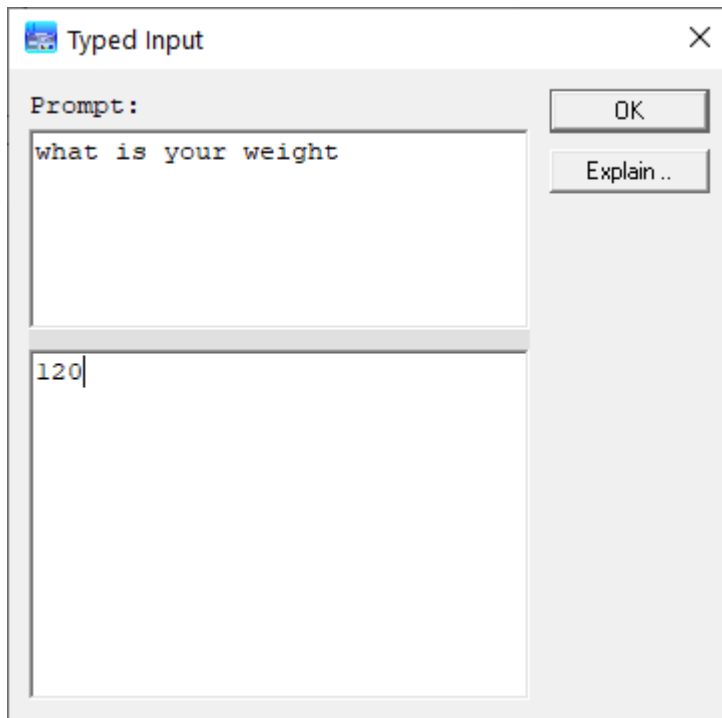 Typed Input
Prompt:
OK
what is your weight
Explain ..
120